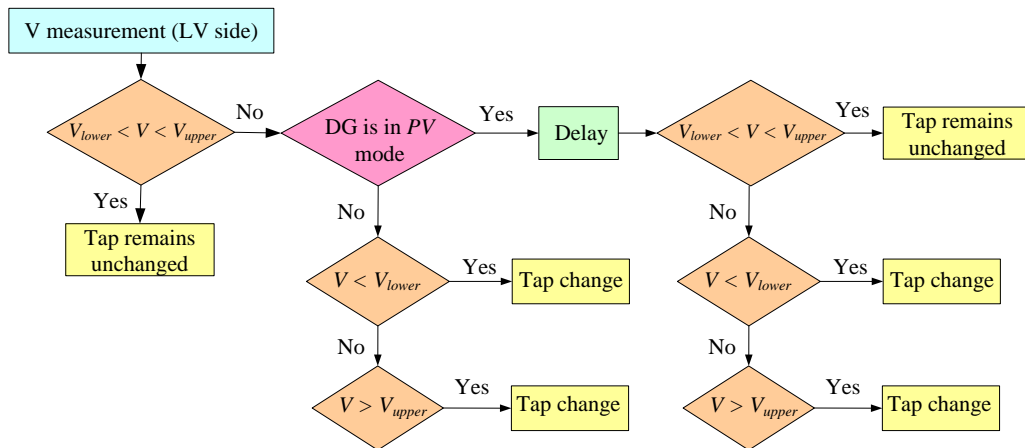 V measurement (LV side)
V_lower < V < V_upper
No
DG is in PV
mode
Yes
Delay
V_lower < V < V_upper
Yes
Tap remains
unchanged
Yes
Tap remains
unchanged
No
V < V_lower
Yes
Tap change
No
V > V_upper
Yes
Tap change
No
V < V_lower
Yes
Tap change
No
V > V_upper
Yes
Tap change